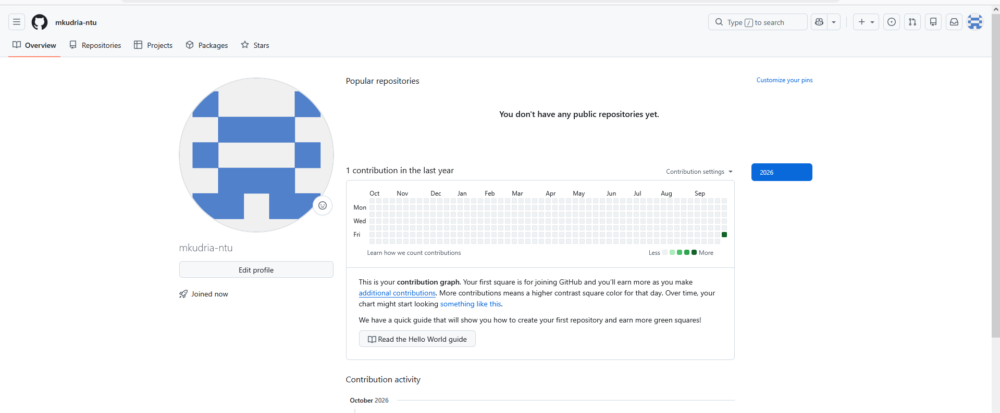 mkudria-ntu
Type / to search
Overview Repositories Projects Packages Stars
Popular repositories
Customize your pins
You don't have any public repositories yet.
1 contribution in the last year
Contribution settings
2026
Oct Nov Dec Jan Feb Mar Apr May Jun Jul Aug Sep
Mon
Wed
Fri
Learn how we count contributions
Less More
mkudria-ntu
Edit profile
Joined now
This is your contribution graph. Your first square is for joining GitHub and you'll earn more as you make
additional contributions. More contributions means a higher contrast square color for that day. Over time, your
chart might start looking something like this.
We have a quick guide that will show you how to create your first repository and earn more green squares!
Read the Hello World guide
Contribution activity
October 2026